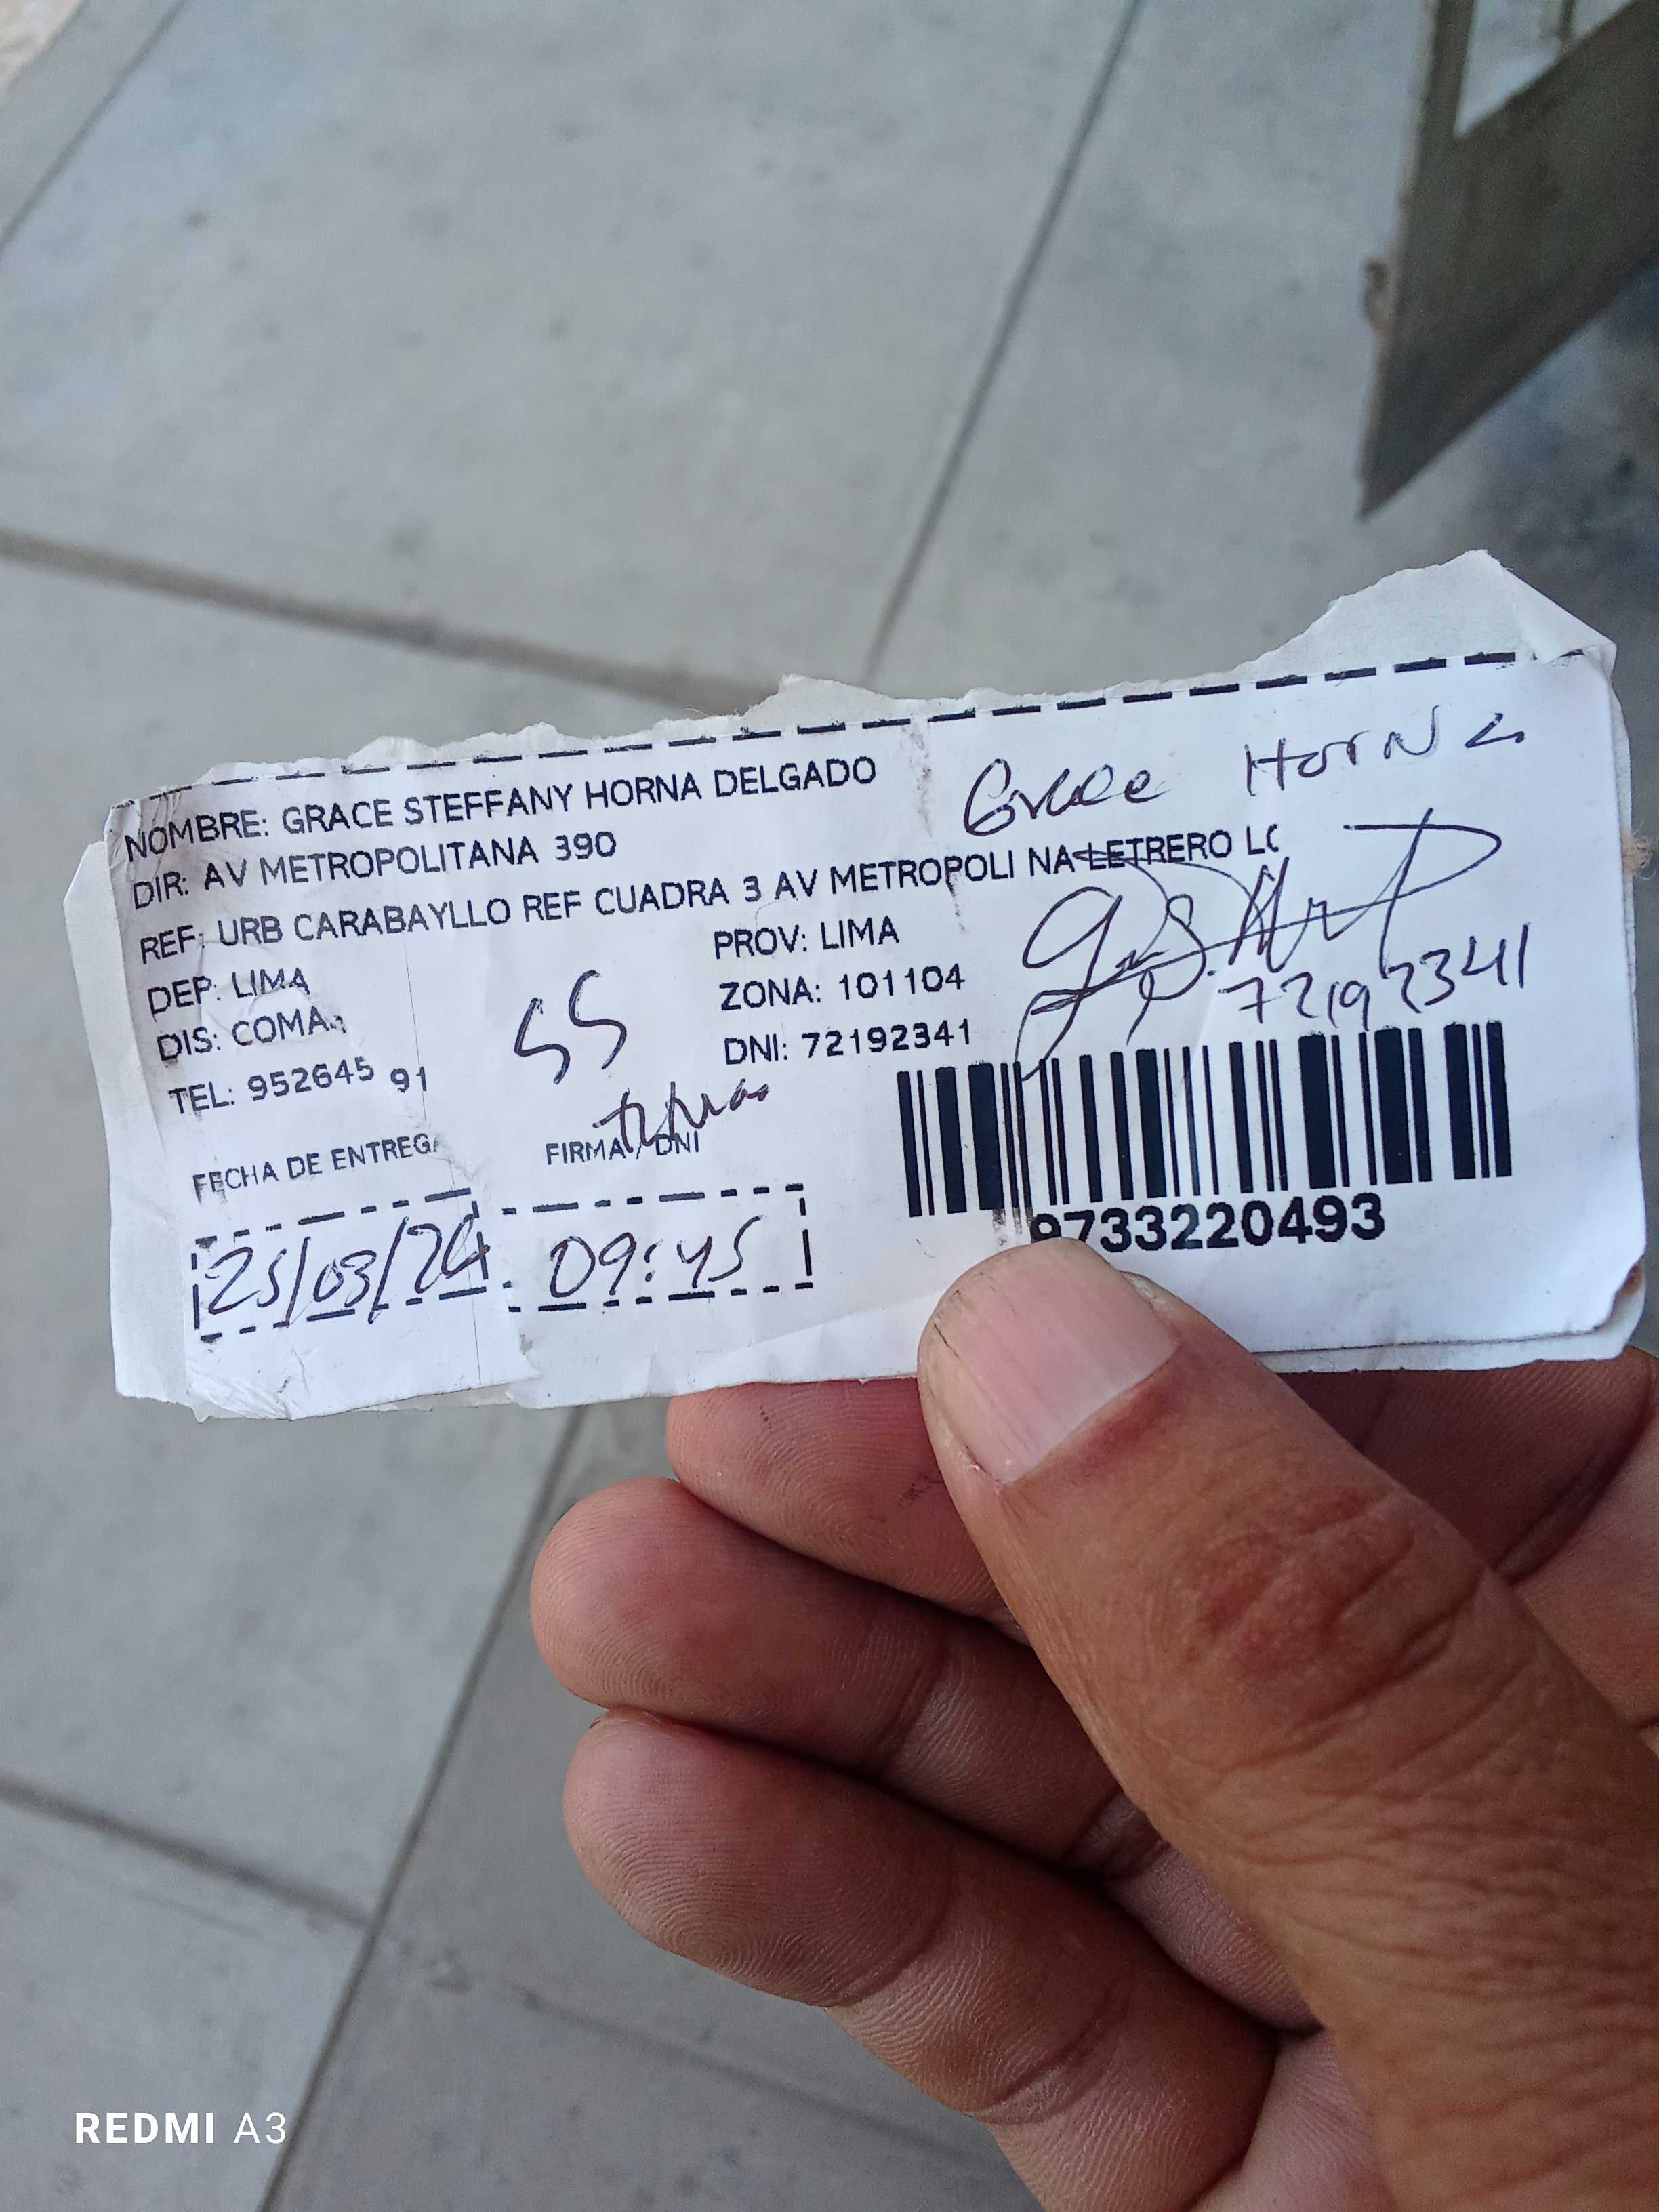 NOMBRE: GRACE STEFFANY HORNA DELGADO
Grace HORNA
DIR: AV METROPOLITANA 390
REF: URB CARABAYLLO REF CUADRA 3 AV METROPOLI NA LETRERO LC
DEP: LIMA
PROV: LIMA
DIS: COMA
ZONA: 101104
72192341
TEL: 952645 91
DNI: 72192341
FECHA DE ENTREGA
FIRMA / DNI
25/03/24 09:45
9733220493
REDMI A3